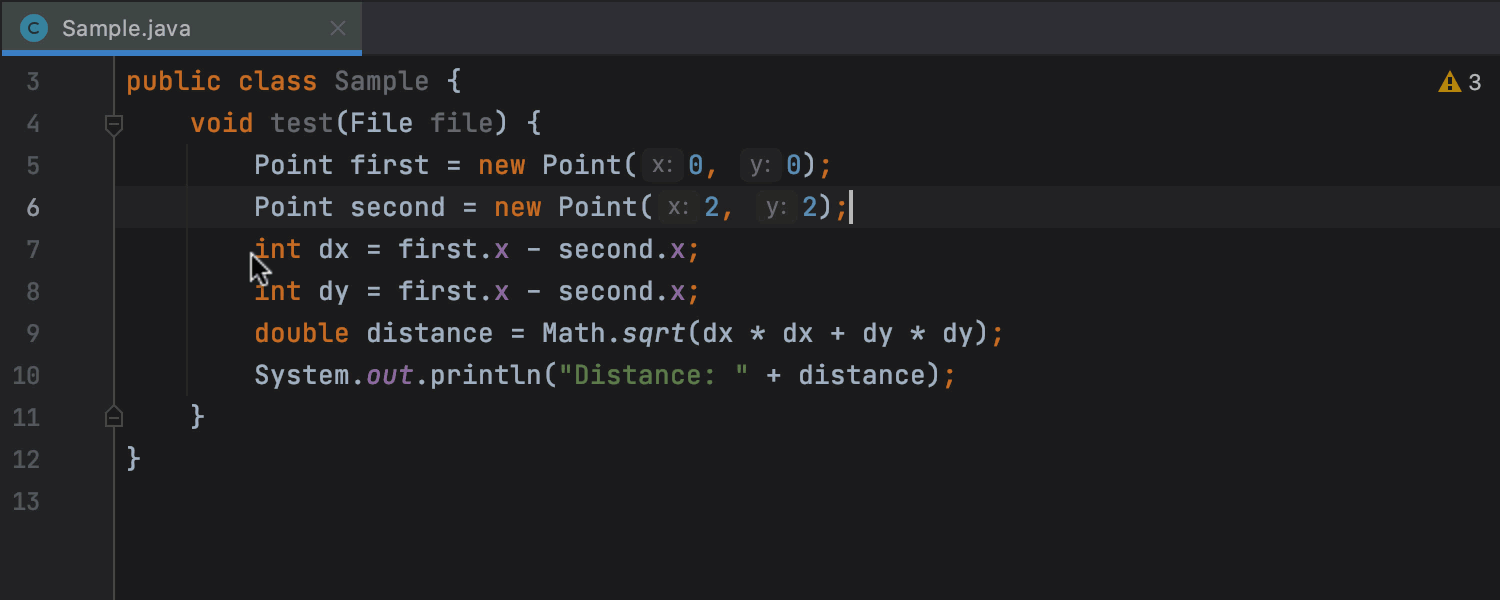 C Sample.java
3 public class Sample { 3
4 void test(File file) {
5 Point first = new Point( x: 0, y: 0);
6 Point second = new Point( x: 2, y: 2);
7 int dx = first.x - second.x;
8 int dy = first.x - second.x;
9 double distance = Math.sqrt(dx * dx + dy * dy);
10 System.out.println("Distance: " + distance);
11 }
12 }
13